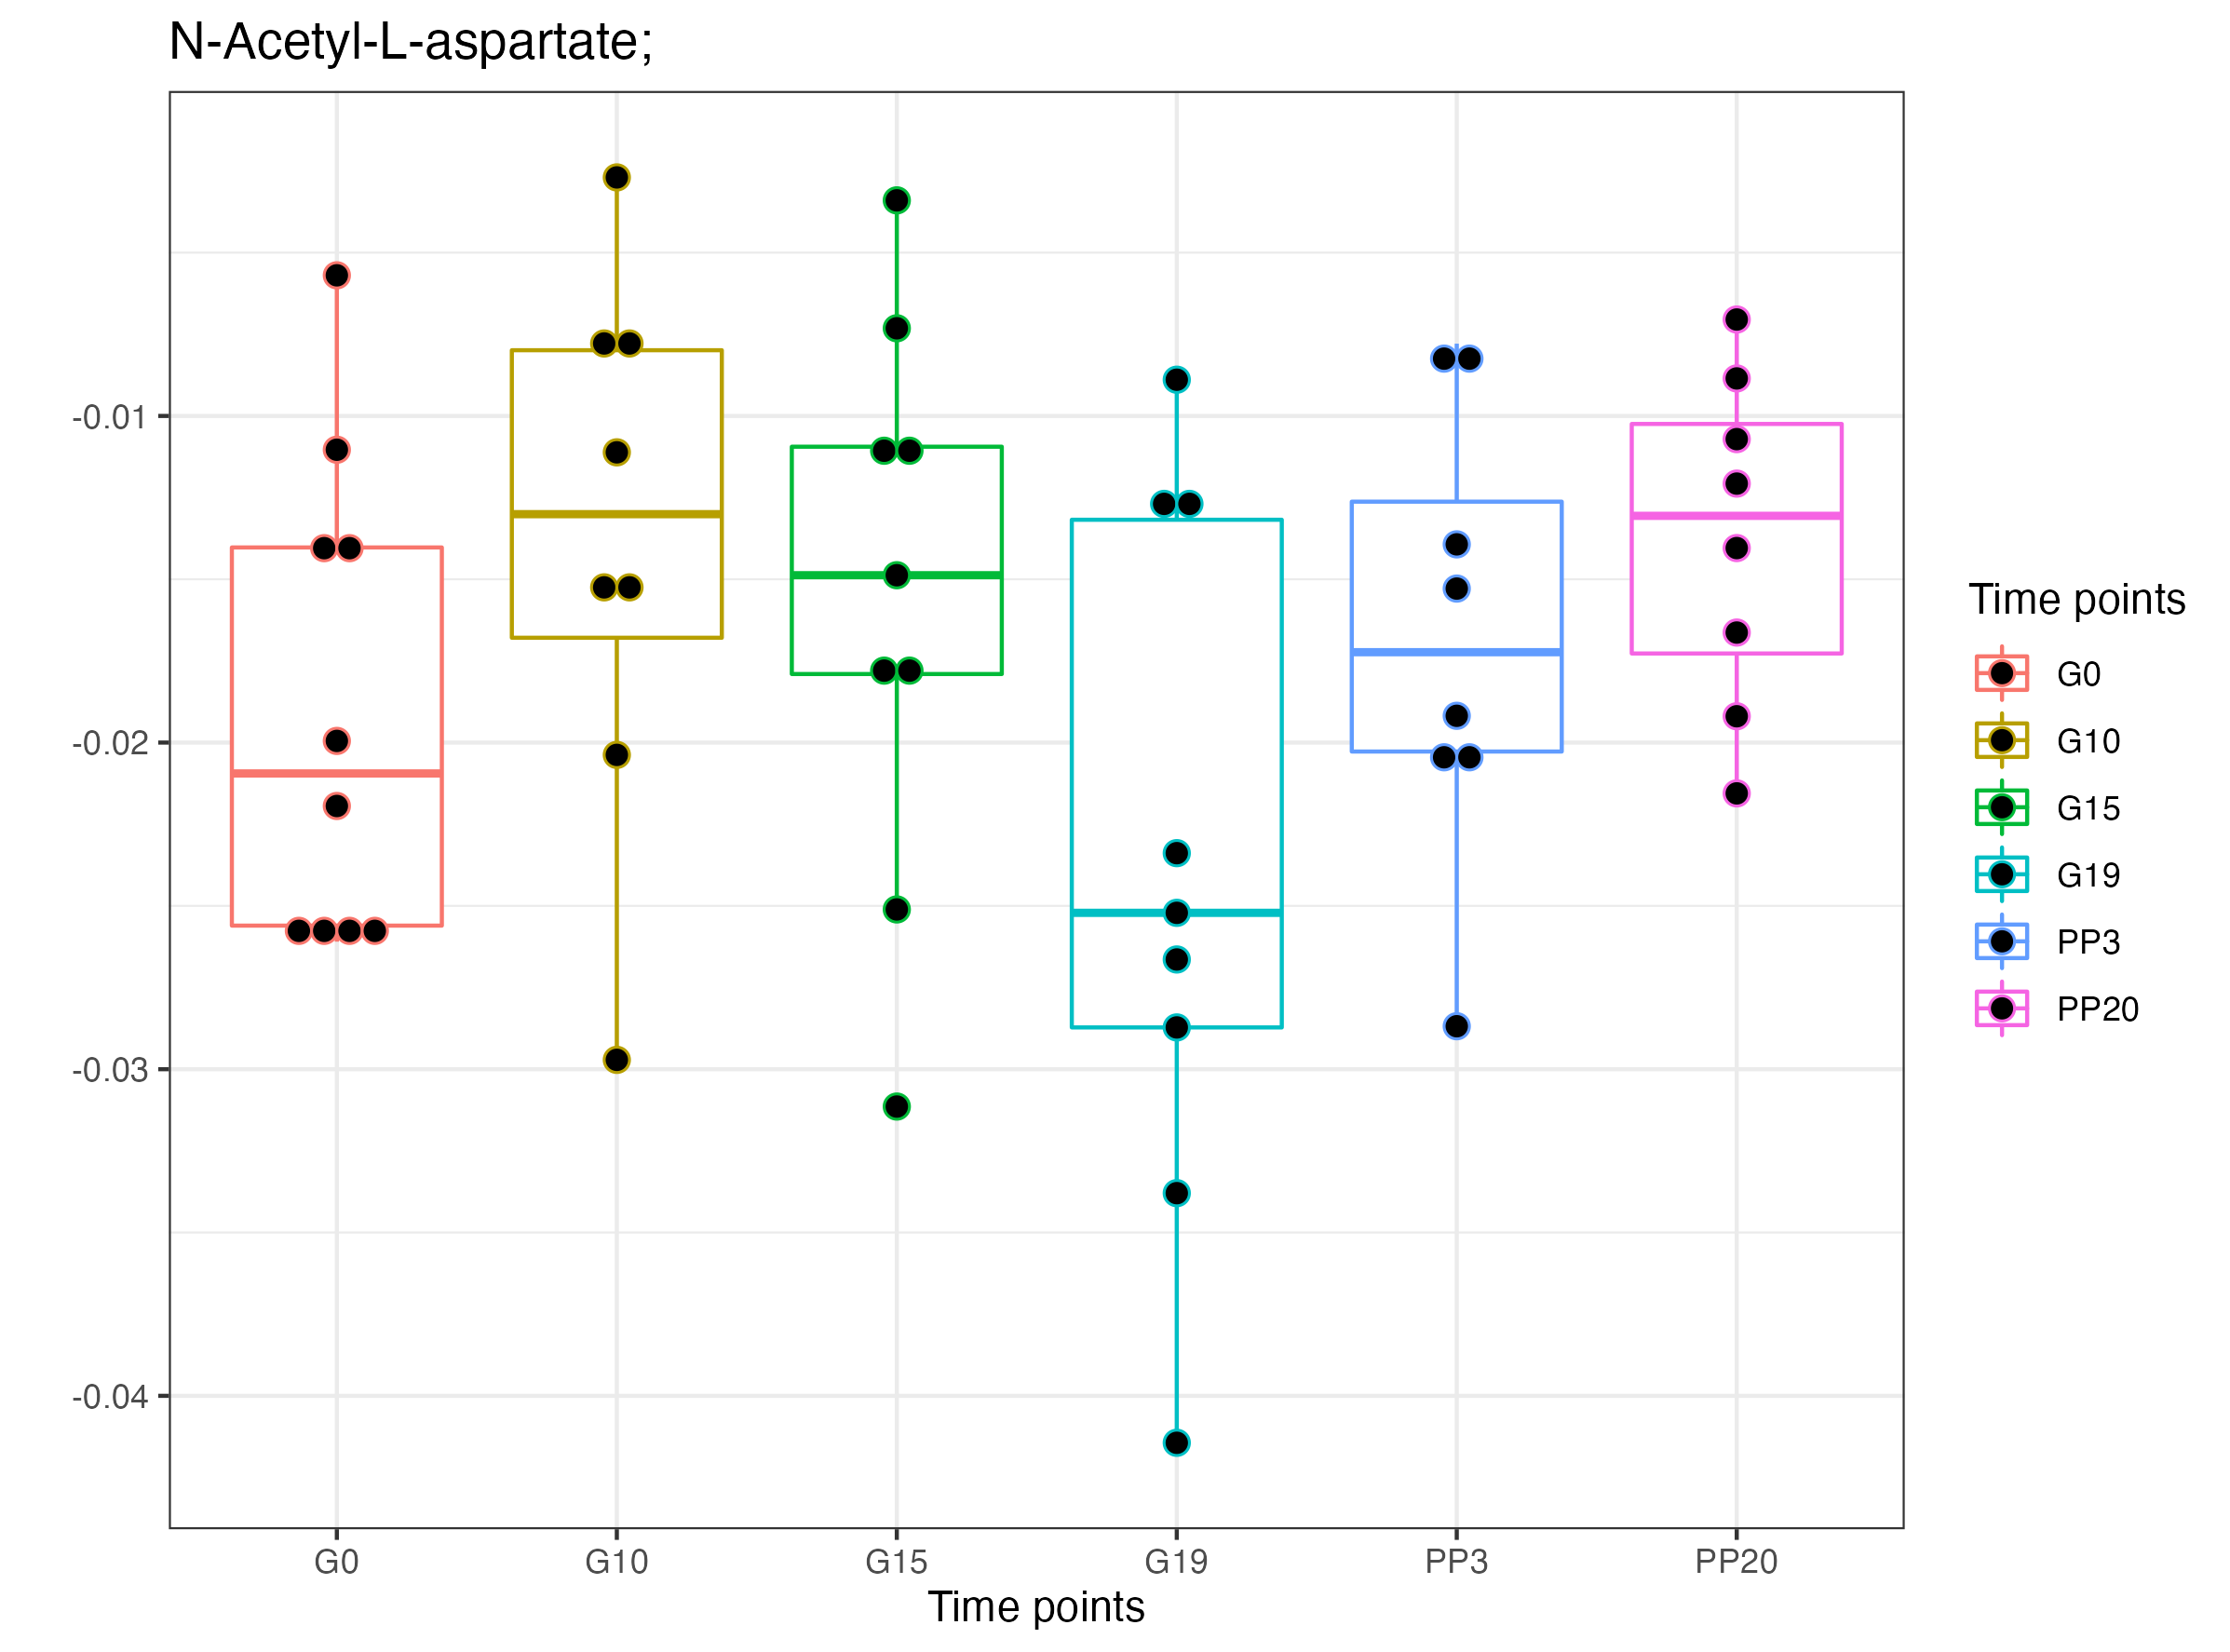 N-Acetyl-L-aspartate;
-0.01
-0.02
-0.03
-0.04
G0
G10
G15
G19
PP3
PP20
Time points
Time points
G0
G10
G15
G19
PP3
PP20